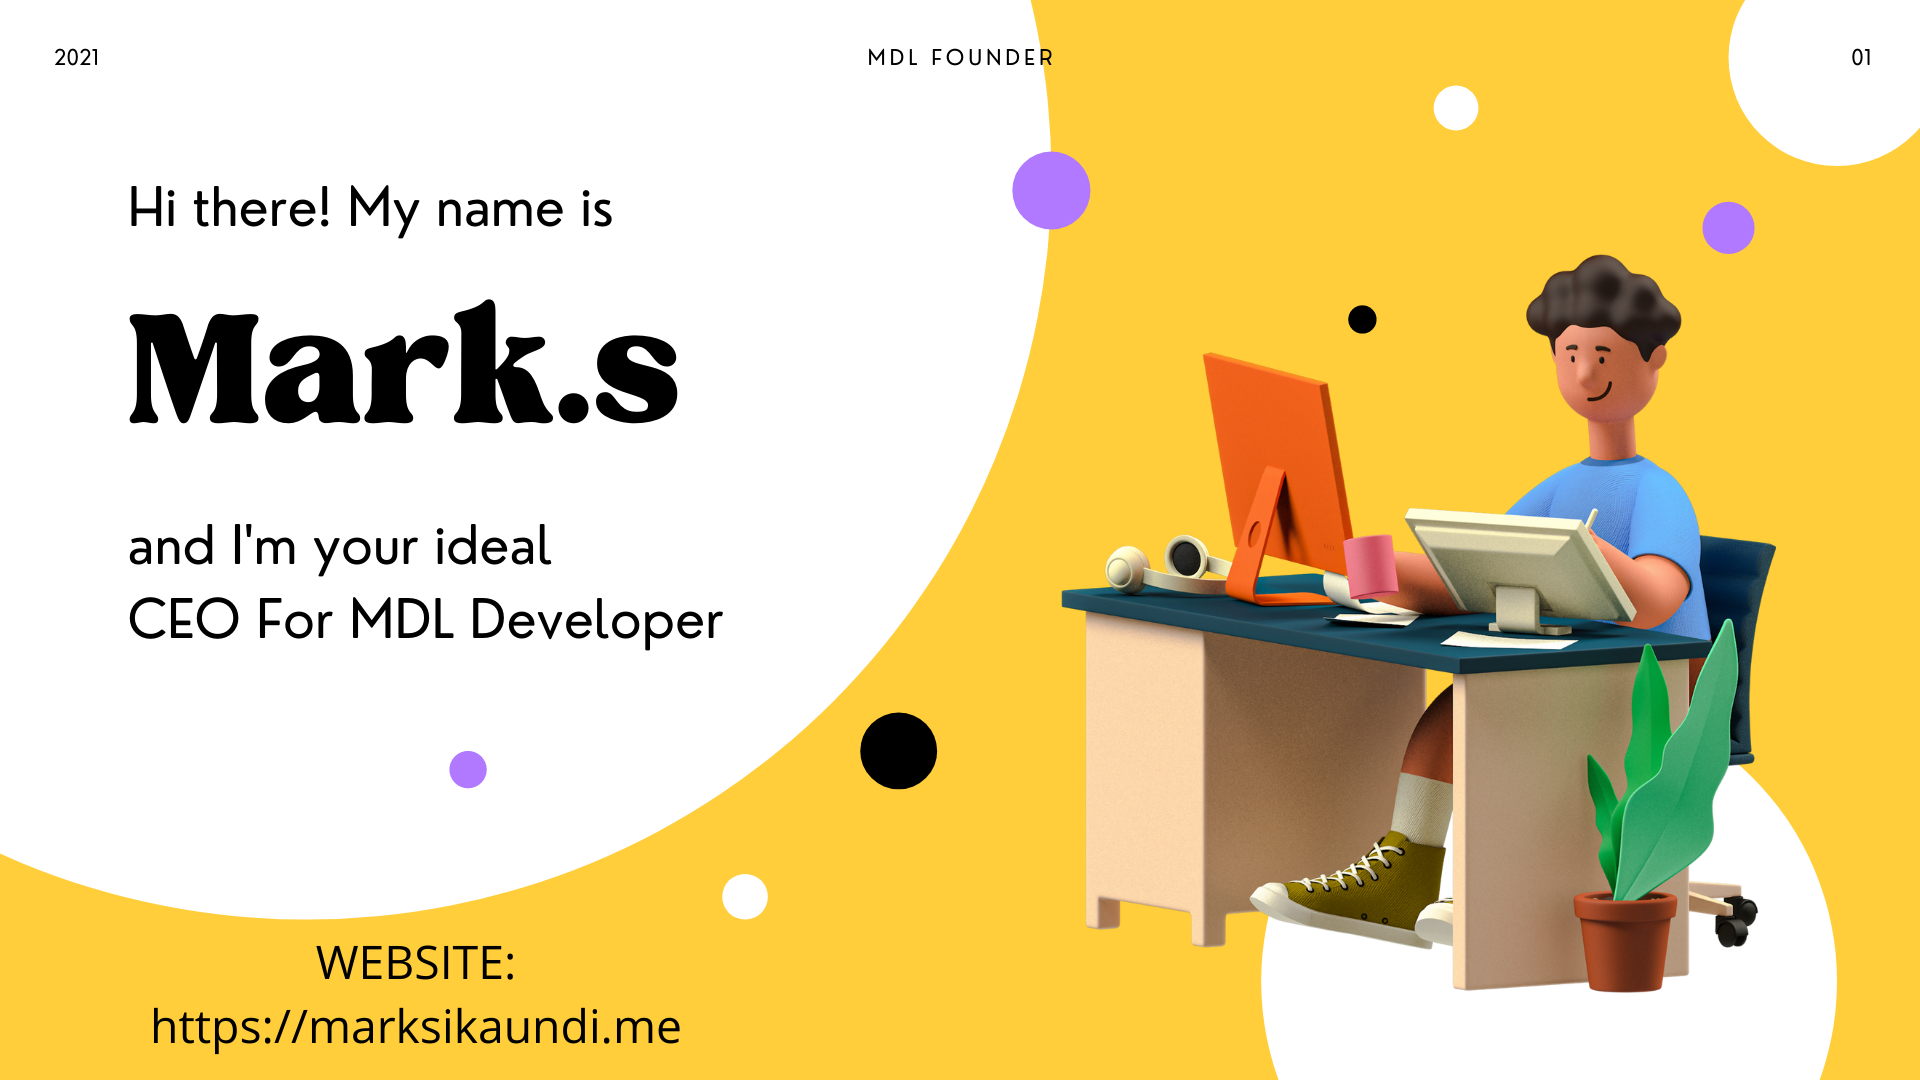 2021
MDL FOUNDER
01
Hi there! My name is
Mark.s
and I'm your ideal
CEO For MDL Developer
WEBSITE:
https://marksikaundi.me